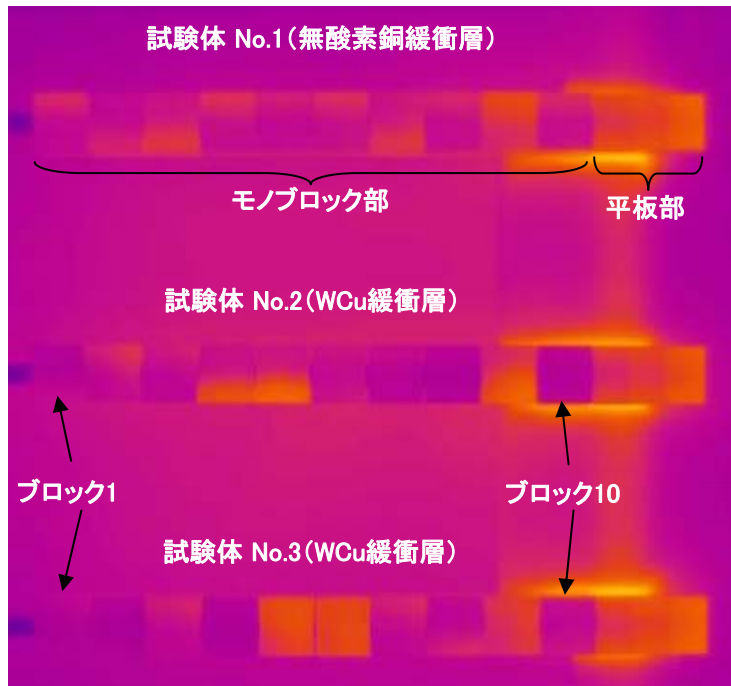 試験体 No.1(無酸素銅緩衝層)
モノブロック部
平板部
試験体 No.2(WCu緩衝層)
ブロック1
ブロック10
試験体 No.3(WCu緩衝層)